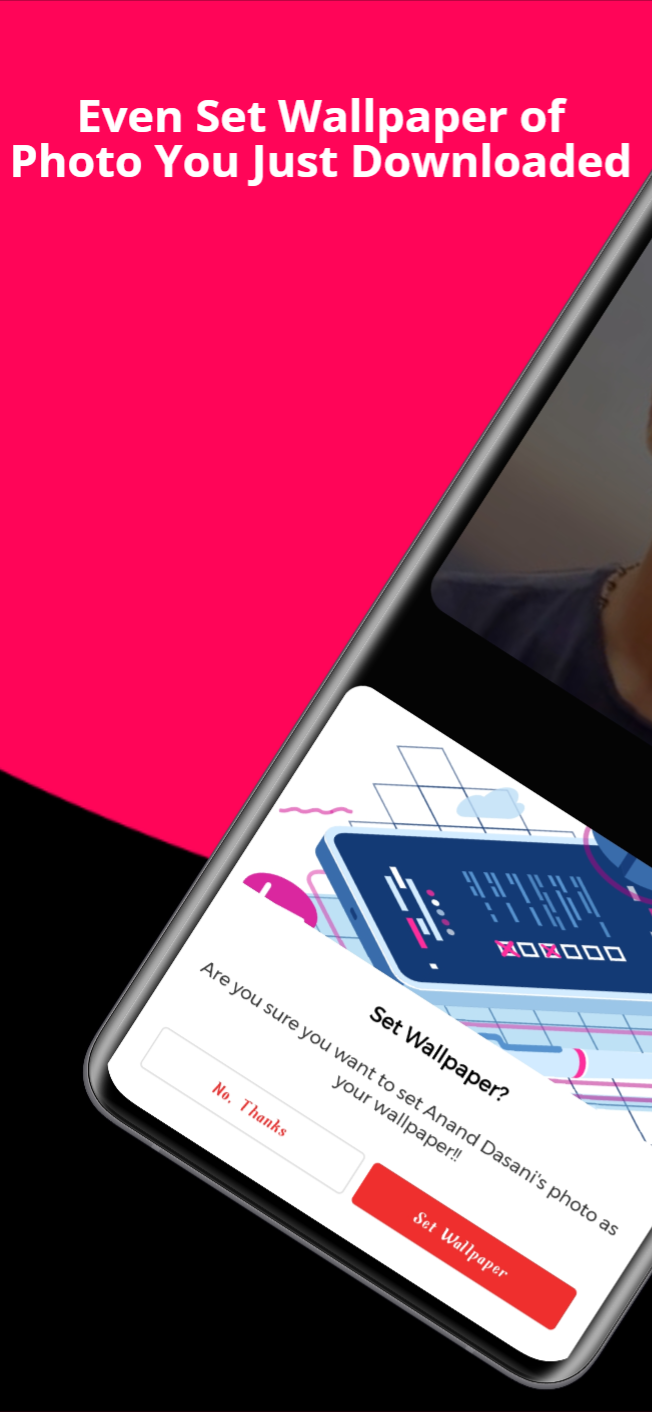 Even Set Wallpaper of
Photo You Just Downloaded
Set Wallpaper?
Are you sure you want to set Anand Dasani's photo as
your wallpaper!!
No, Thanks
Set Wallpaper